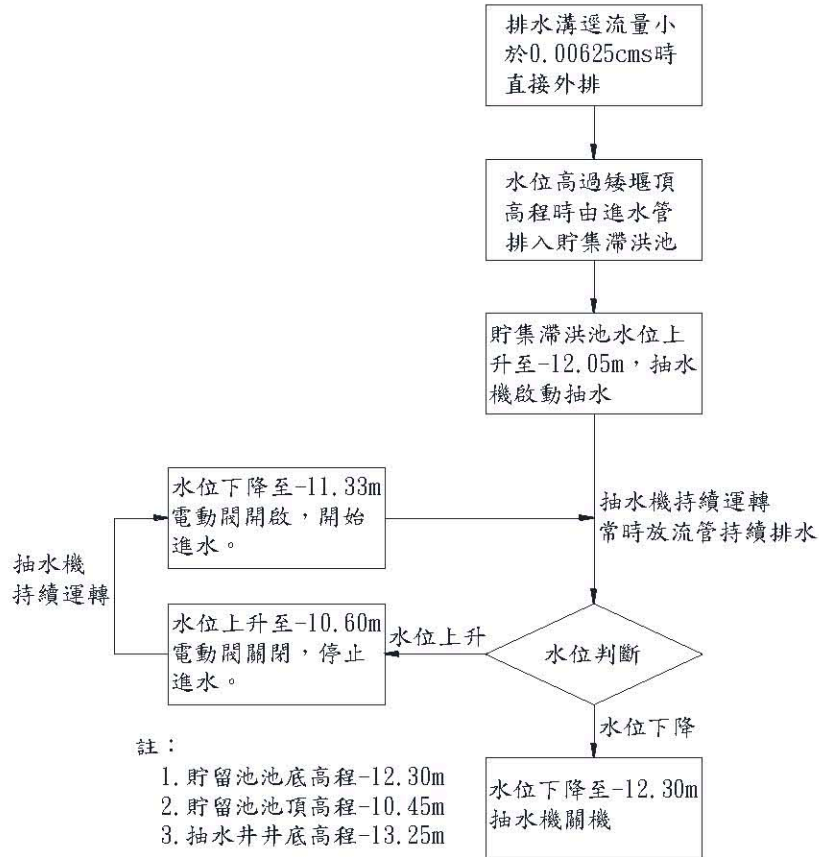 排水溝逕流量小
於0.00625cms時
直接外排
水位高過矮堰頂
高程時由進水管
排入貯集滯洪池
貯集滯洪池水位上
升至-12.05m，抽水
機啟動抽水
水位下降至-11.33m
電動閥開啟，開始
進水。
抽水機持續運轉
常時放流管持續排水
抽水機
持續運轉
水位上升至-10.60m
電動閥關閉，停止
進水。
水位上升
水位判斷
水位下降
水位下降至-12.30m
抽水機關機
註：
1.貯留池池底高程-12.30m
2.貯留池池頂高程-10.45m
3.抽水井井底高程-13.25m